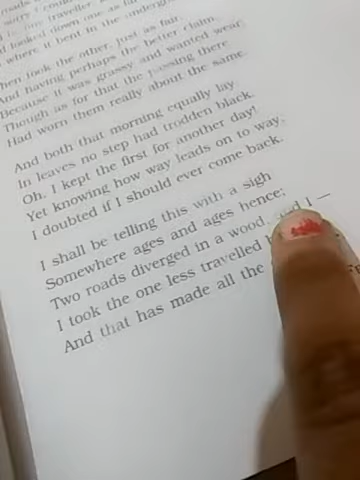 looked down one as far
where it bent in the undergr
hen took the other, just as fair
And having perhaps the better claim,
Because it was grassy and wanted wear;
Though as for that the passing there
Had worn them really about the same.
And both that morning equally lay
In leaves no step had trodden black.
Oh, I kept the first for another day!
Yet knowing how way leads on to way,
I doubted if I should ever come back.
I shall be telling this with a sigh
Somewhere ages and ages hence;
Two roads diverged in a wood, and I —
I took the one less travelled
And that has made all the